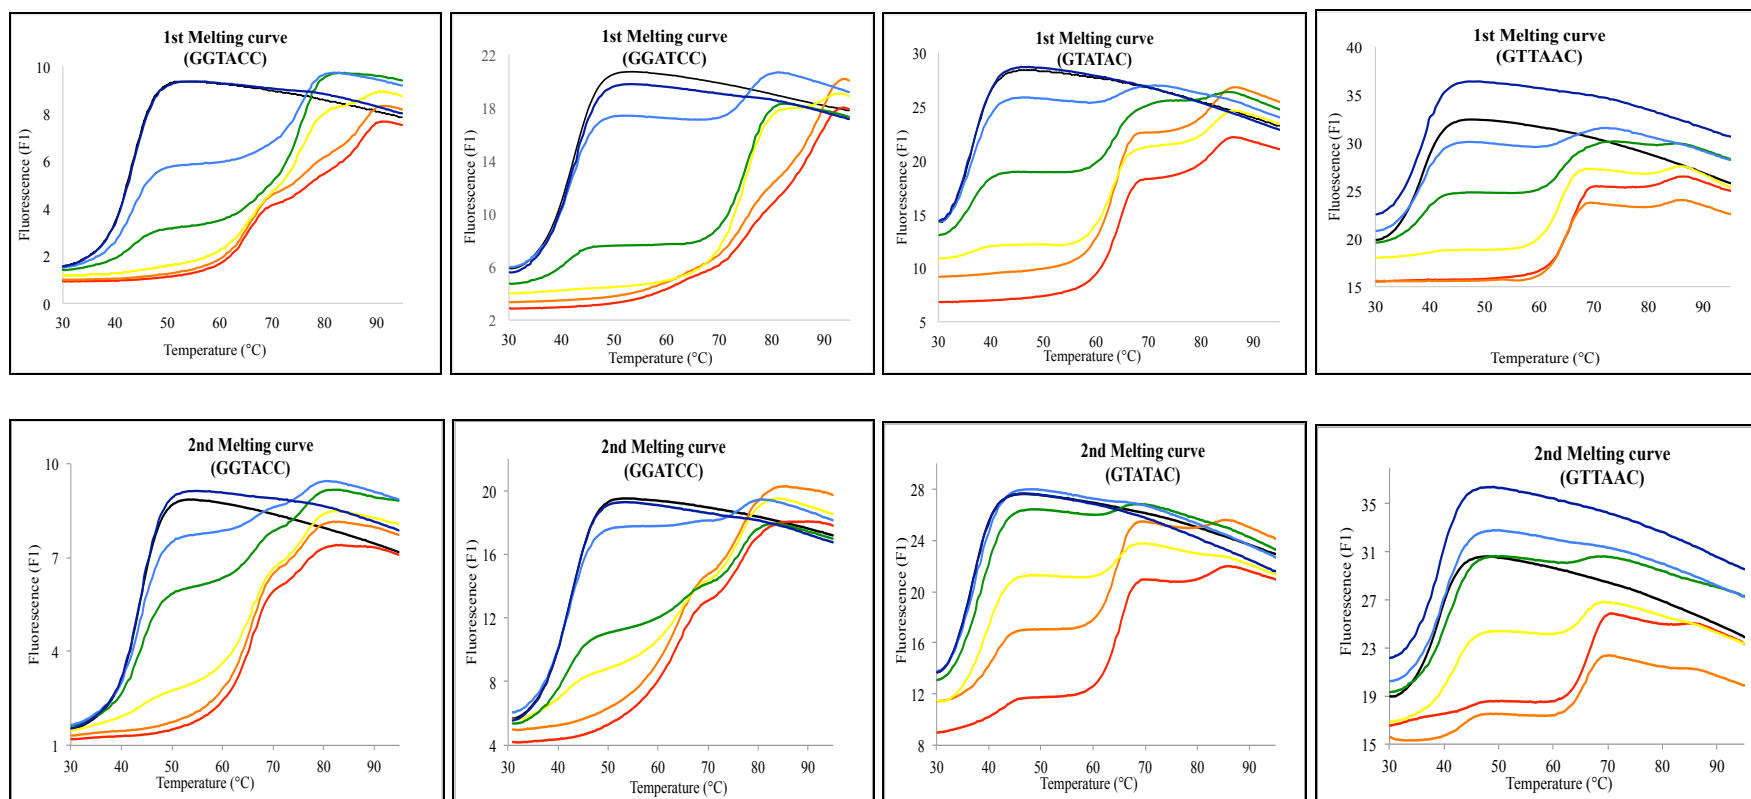 1st Melting curve
(GGTACC)
Fluorescence (F1)
10
8
6
4
2
0
30 40 50 60 70 80 90
Temperature (°C)
1st Melting curve
(GGATCC)
Fluorescence (F1)
22
18
14
10
6
2
30 40 50 60 70 80 90
Temperature (°C)
1st Melting curve
(GTATAC)
Fluorescence (F1)
30
25
20
15
10
5
30 40 50 60 70 80 90
Temperature (°C)
1st Melting curve
(GTTAAC)
Fluoescence (F1)
40
35
30
25
20
15
30 40 50 60 70 80 90
Temperature (°C)
2nd Melting curve
(GGTACC)
Fluorescence (F1)
10
7
4
1
30 40 50 60 70 80 90
Temperature (°C)
2nd Melting curve
(GGATCC)
Fluorescence (F1)
20
16
12
8
4
30 40 50 60 70 80 90
Temperature (°C)
2nd Melting curve
(GTATAC)
Fluorescence (F1)
28
24
20
16
12
8
30 40 50 60 70 80 90
Temperature (°C)
2nd Melting curve
(GTTAAC)
Fluorescence (F1)
35
31
27
23
19
15
30 40 50 60 70 80 90
Temperature (°C)